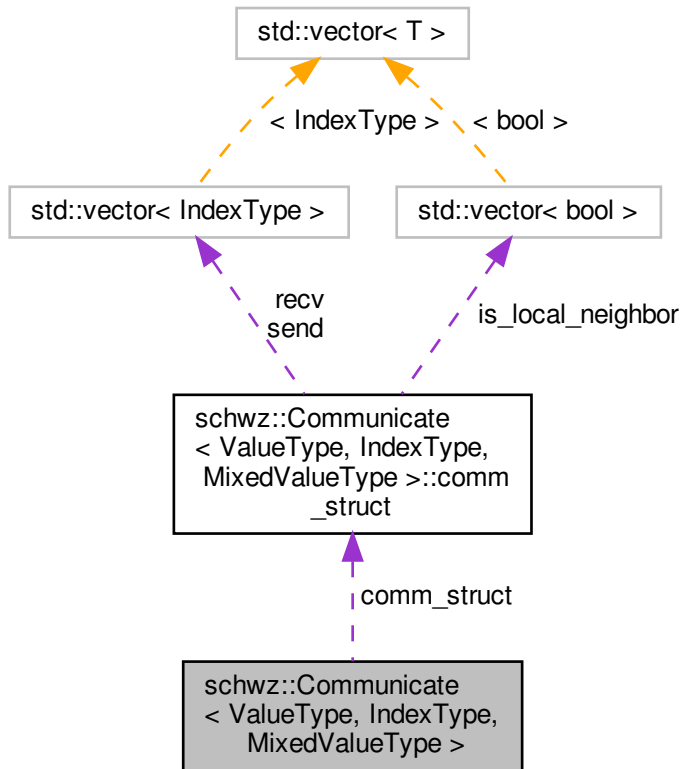 std::vector< T >
< IndexType >
< bool >
std::vector< IndexType >
std::vector< bool >
recv
send
is_local_neighbor
schwz::Communicate
< ValueType, IndexType,
MixedValueType >::comm
_struct
comm_struct
schwz::Communicate
< ValueType, IndexType,
MixedValueType >